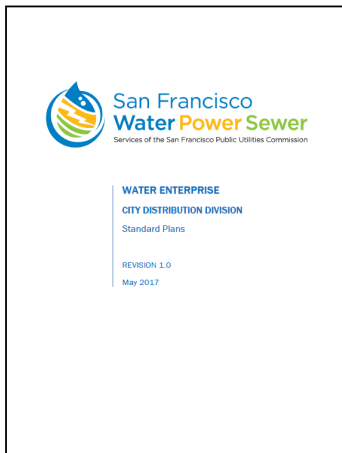 San Francisco
Water Power Sewer
Services of the San Francisco Public Utilities Commission
WATER ENTERPRISE
CITY DISTRIBUTION DIVISION
Standard Plans
REVISION 1.0
May 2017